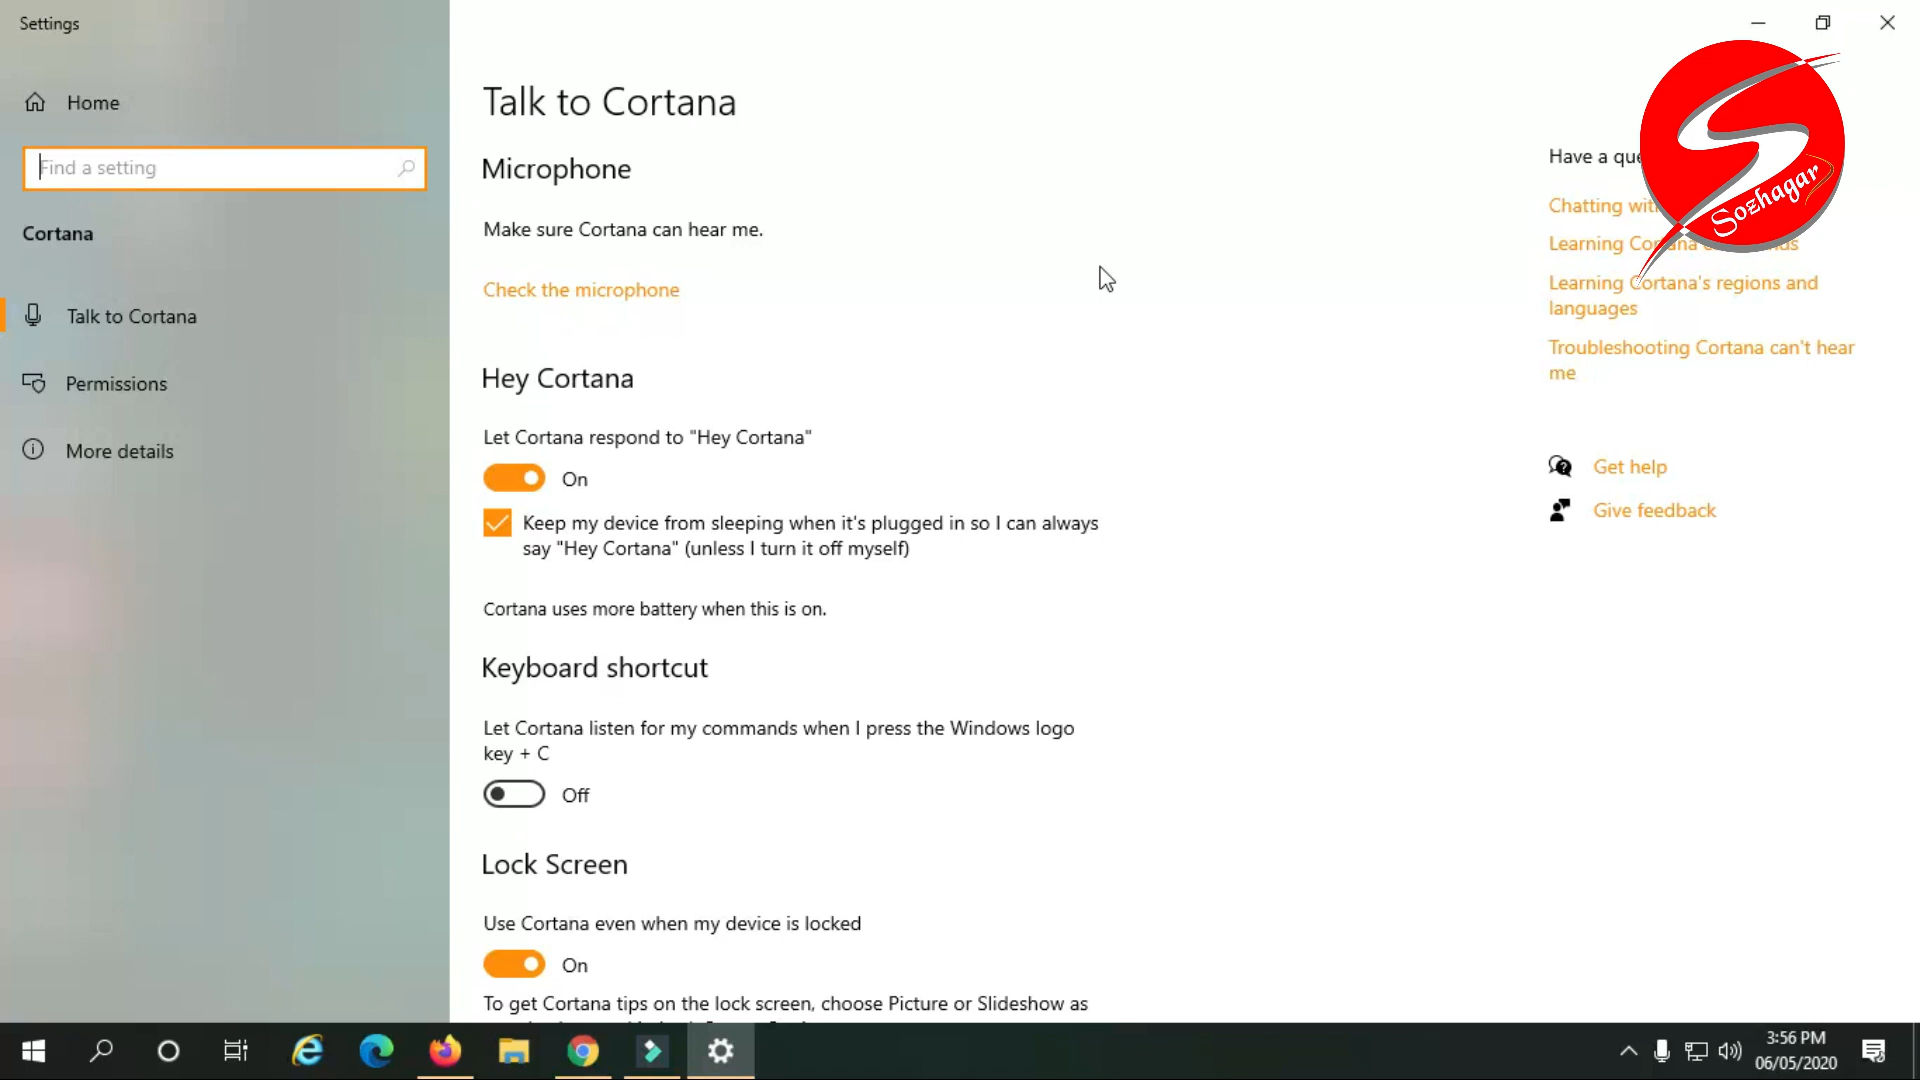 Settings
Home
Find a setting
Cortana
Talk to Cortana
Permissions
More details
Talk to Cortana
Microphone
Make sure Cortana can hear me.
Check the microphone
Hey Cortana
Let Cortana respond to "Hey Cortana"
On
Keep my device from sleeping when it's plugged in so I can always
say "Hey Cortana" (unless I turn it off myself)
Cortana uses more battery when this is on.
Keyboard shortcut
Let Cortana listen for my commands when I press the Windows logo
key + C
Off
Lock Screen
Use Cortana even when my device is locked
On
To get Cortana tips on the lock screen, choose Picture or Slideshow as
Have a
Chatting
Learning
Learning Cortana's regions and
languages
Troubleshooting Cortana can't hear
me
Get help
Give feedback
Sozhagar
3:56 PM
06/05/2020